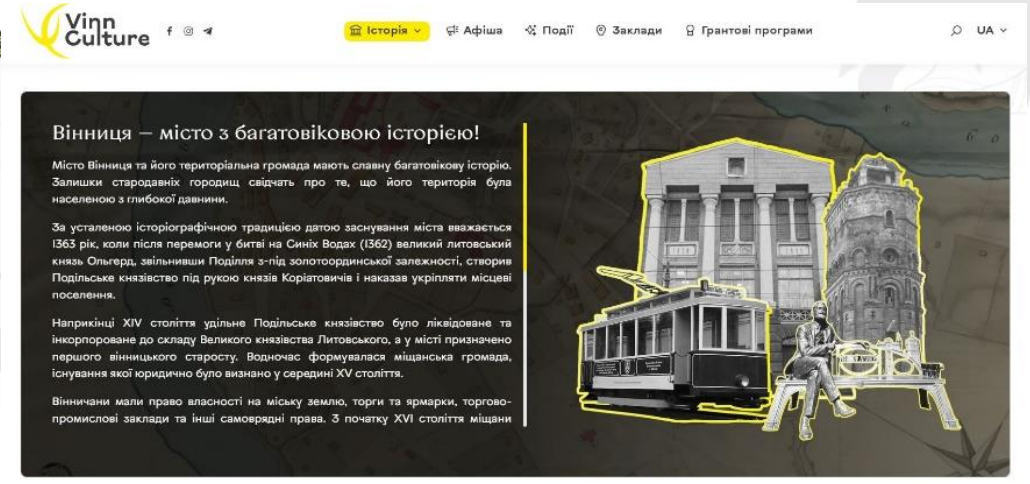 Vinn
Culture
Історія
Афіша
Події
Заклади
Грантові програми
UA
Вінниця – місто з багатовіковою історією!
Місто Вінниця та його територіальна громада мають славну багатовікову історію.
Залишки стародавніх городищ свідчать про те, що його територія була
населеною з глибокої давнини.
За усталеною історіографічною традицією датою заснування міста вважається
1363 рік, коли після перемоги у битві на Синіх Водах (1362) великий литовський
князь Ольгерд, звільнивши Поділля з-під золотоординської залежності, створив
Подільське князівство під рукою князів Коріатовичів і наказав укріпляти місцеві
поселення.
Наприкінці XIV століття удільне Подільське князівство було ліквідоване та
інкорпороване до складу Великого князівства Литовського, а у місті призначено
першого вінницького старосту. Водночас формувалася міщанська громада,
існування якої юридично було визнано у середині XV століття.
Вінничани мали право власності на міську землю, торги та ярмарки, торгово-
промислові заклади та інші самоврядні права. З початку XVI століття міщани